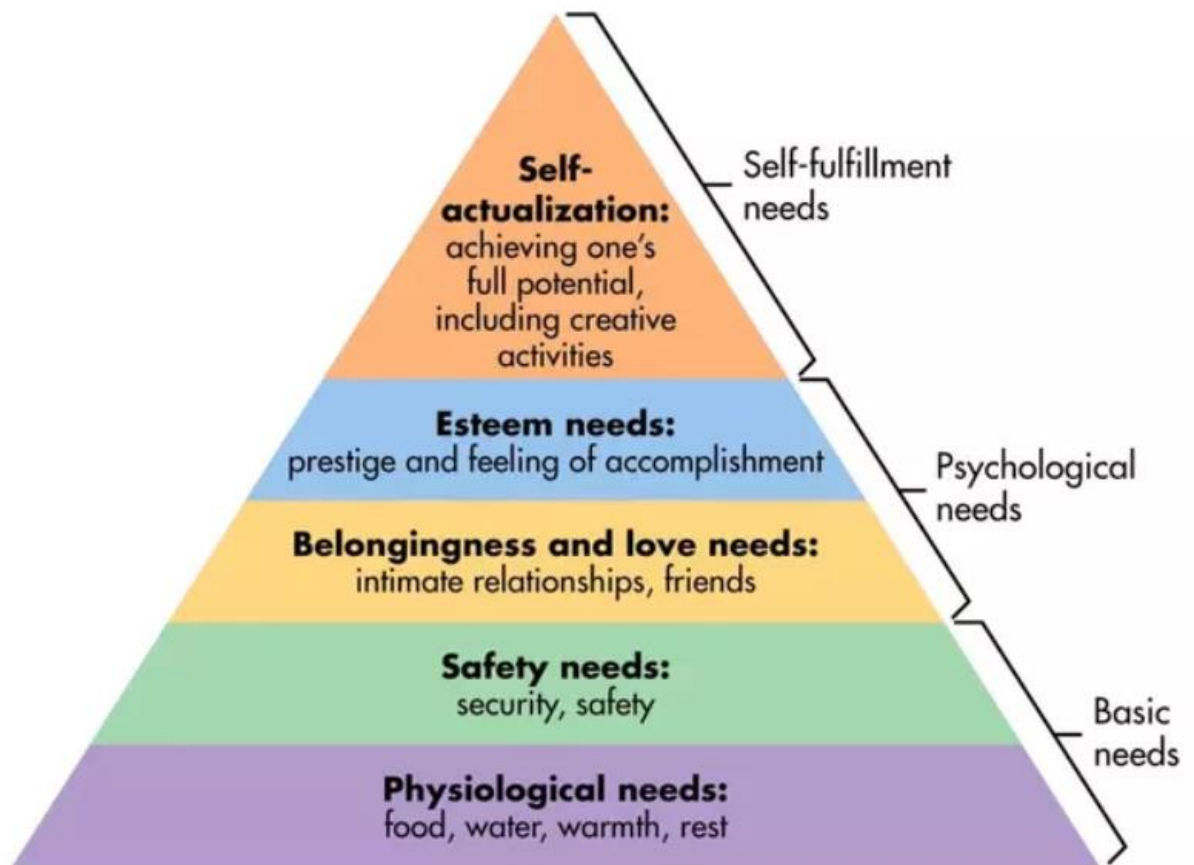 Self-
actualization:
achieving one's
full potential,
including creative
activities
Self-fulfillment
needs
Esteem needs:
prestige and feeling of accomplishment
Psychological
needs
Belongingness and love needs:
intimate relationships, friends
Safety needs:
security, safety
Basic
needs
Physiological needs:
food, water, warmth, rest